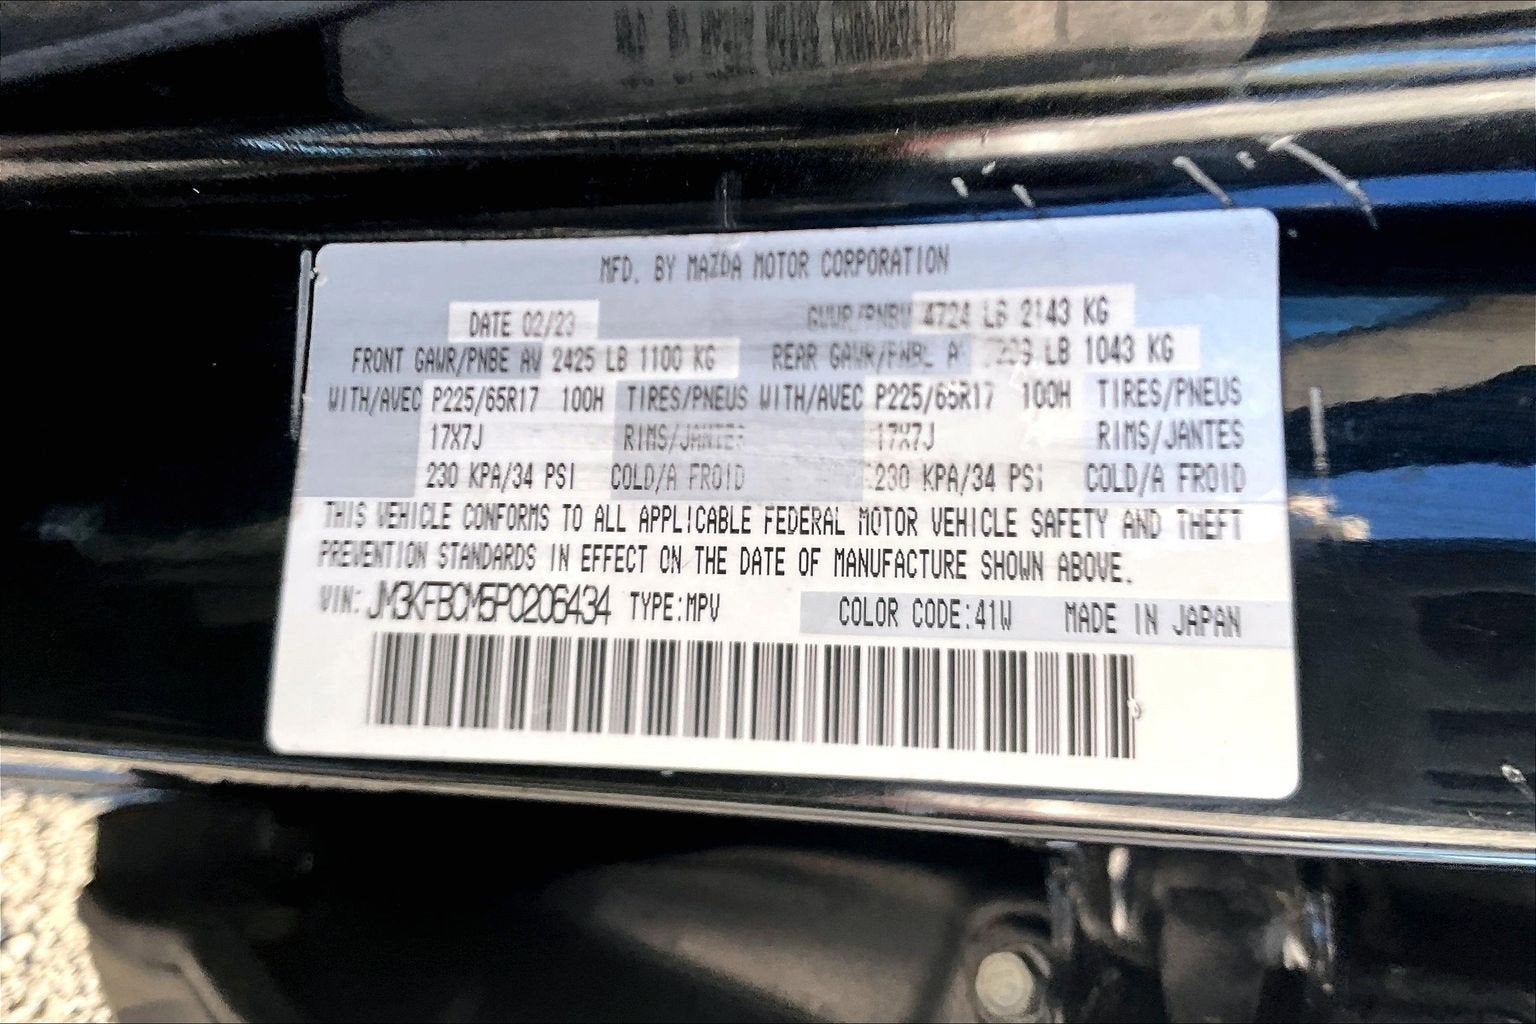 MFD. BY MAZDA MOTOR CORPORATION
DATE 02/23 GVWR/PNBV 4724 LB 2143 KG
FRONT GAWR/PNBE AV 2425 LB 1100 KG REAR GAWR/PNBE LB 1043 KG
WITH/AVEC P225/65R17 100H TIRES/PNEUS WITH/AVEC P225/65R17 100H TIRES/PNEUS
17X7J RIMS/JANTES 17X7J RIMS/JANTES
230 KPA/34 PSI COLD/A FROID 230 KPA/34 PSI COLD/A FROID
THIS VEHICLE CONFORMS TO ALL APPLICABLE FEDERAL MOTOR VEHICLE SAFETY AND THEFT
PREVENTION STANDARDS IN EFFECT ON THE DATE OF MANUFACTURE SHOWN ABOVE.
VIN: JM3KFBCM5P0206434 TYPE:MPV COLOR CODE:41W MADE IN JAPAN